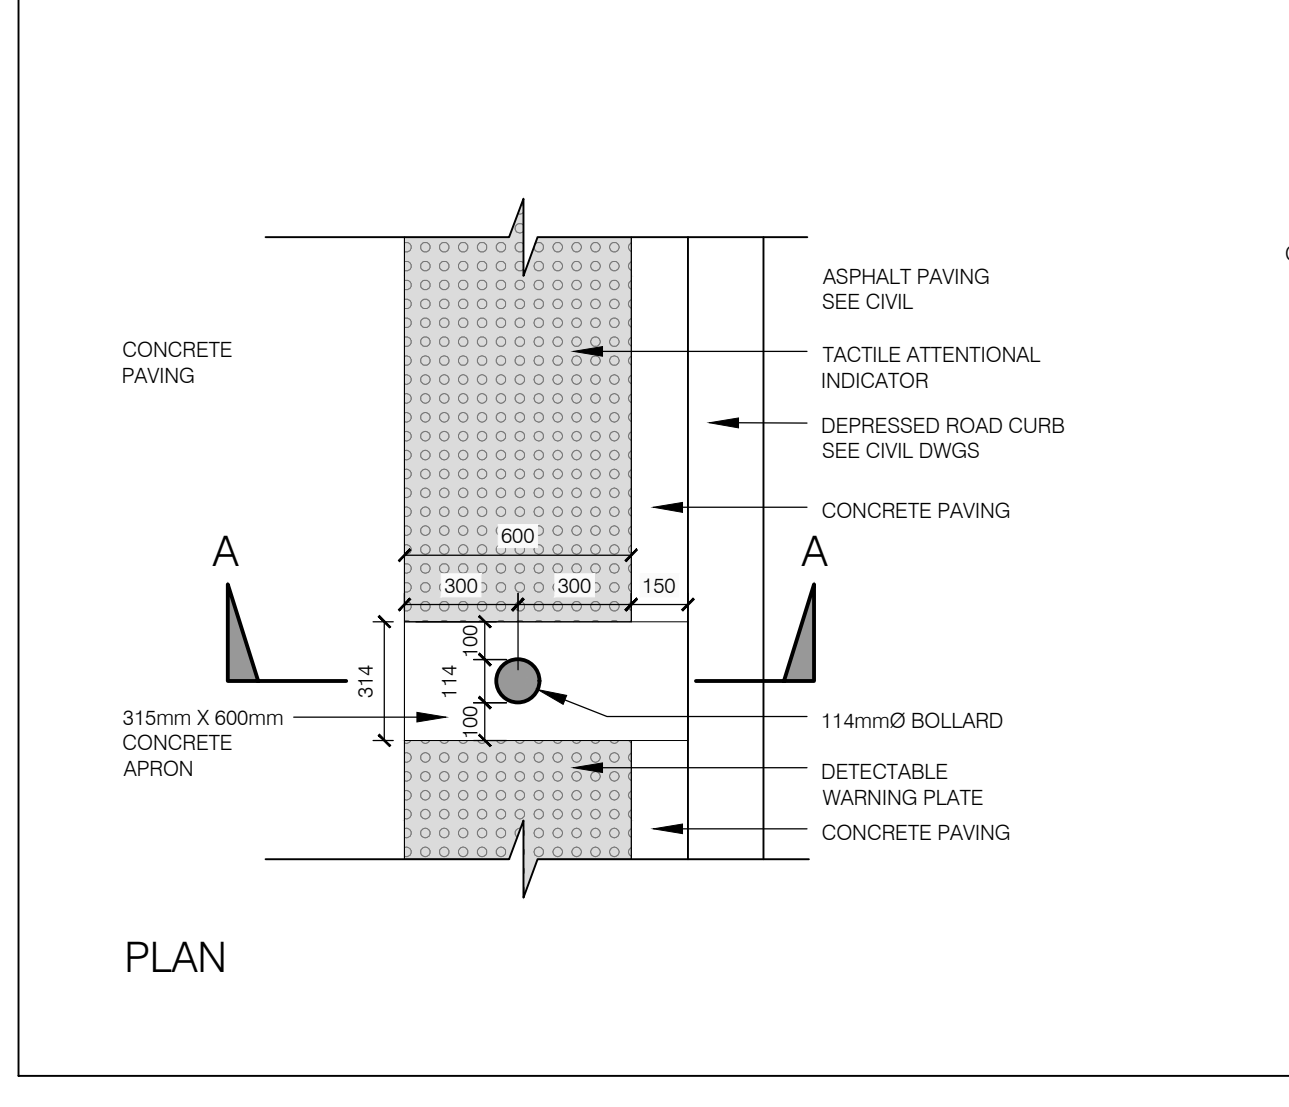 ASPHALT PAVING
SEE CIVIL
CONCRETE
PAVING
TACTILE ATTENTIONAL
INDICATOR
DEPRESSED ROAD CURB
SEE CIVIL DWGS
CONCRETE PAVING
600
A
A
300
300
150
100
314
114
100
315mm X 600mm
CONCRETE
APRON
114mmØ BOLLARD
DETECTABLE
WARNING PLATE
CONCRETE PAVING
PLAN